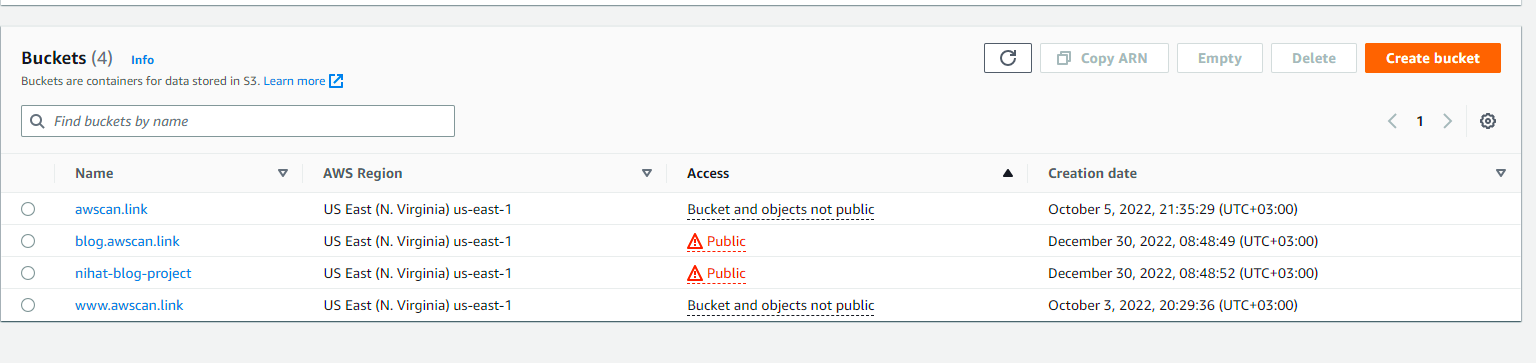 Buckets (4) Info
Copy ARN Empty Delete Create bucket
Buckets are containers for data stored in S3. Learn more
Find buckets by name
1
Name AWS Region Access Creation date
awscan.link US East (N. Virginia) us-east-1 Bucket and objects not public October 5, 2022, 21:35:29 (UTC+03:00)
blog.awscan.link US East (N. Virginia) us-east-1 Public December 30, 2022, 08:48:49 (UTC+03:00)
nihat-blog-project US East (N. Virginia) us-east-1 Public December 30, 2022, 08:48:52 (UTC+03:00)
www.awscan.link US East (N. Virginia) us-east-1 Bucket and objects not public October 3, 2022, 20:29:36 (UTC+03:00)